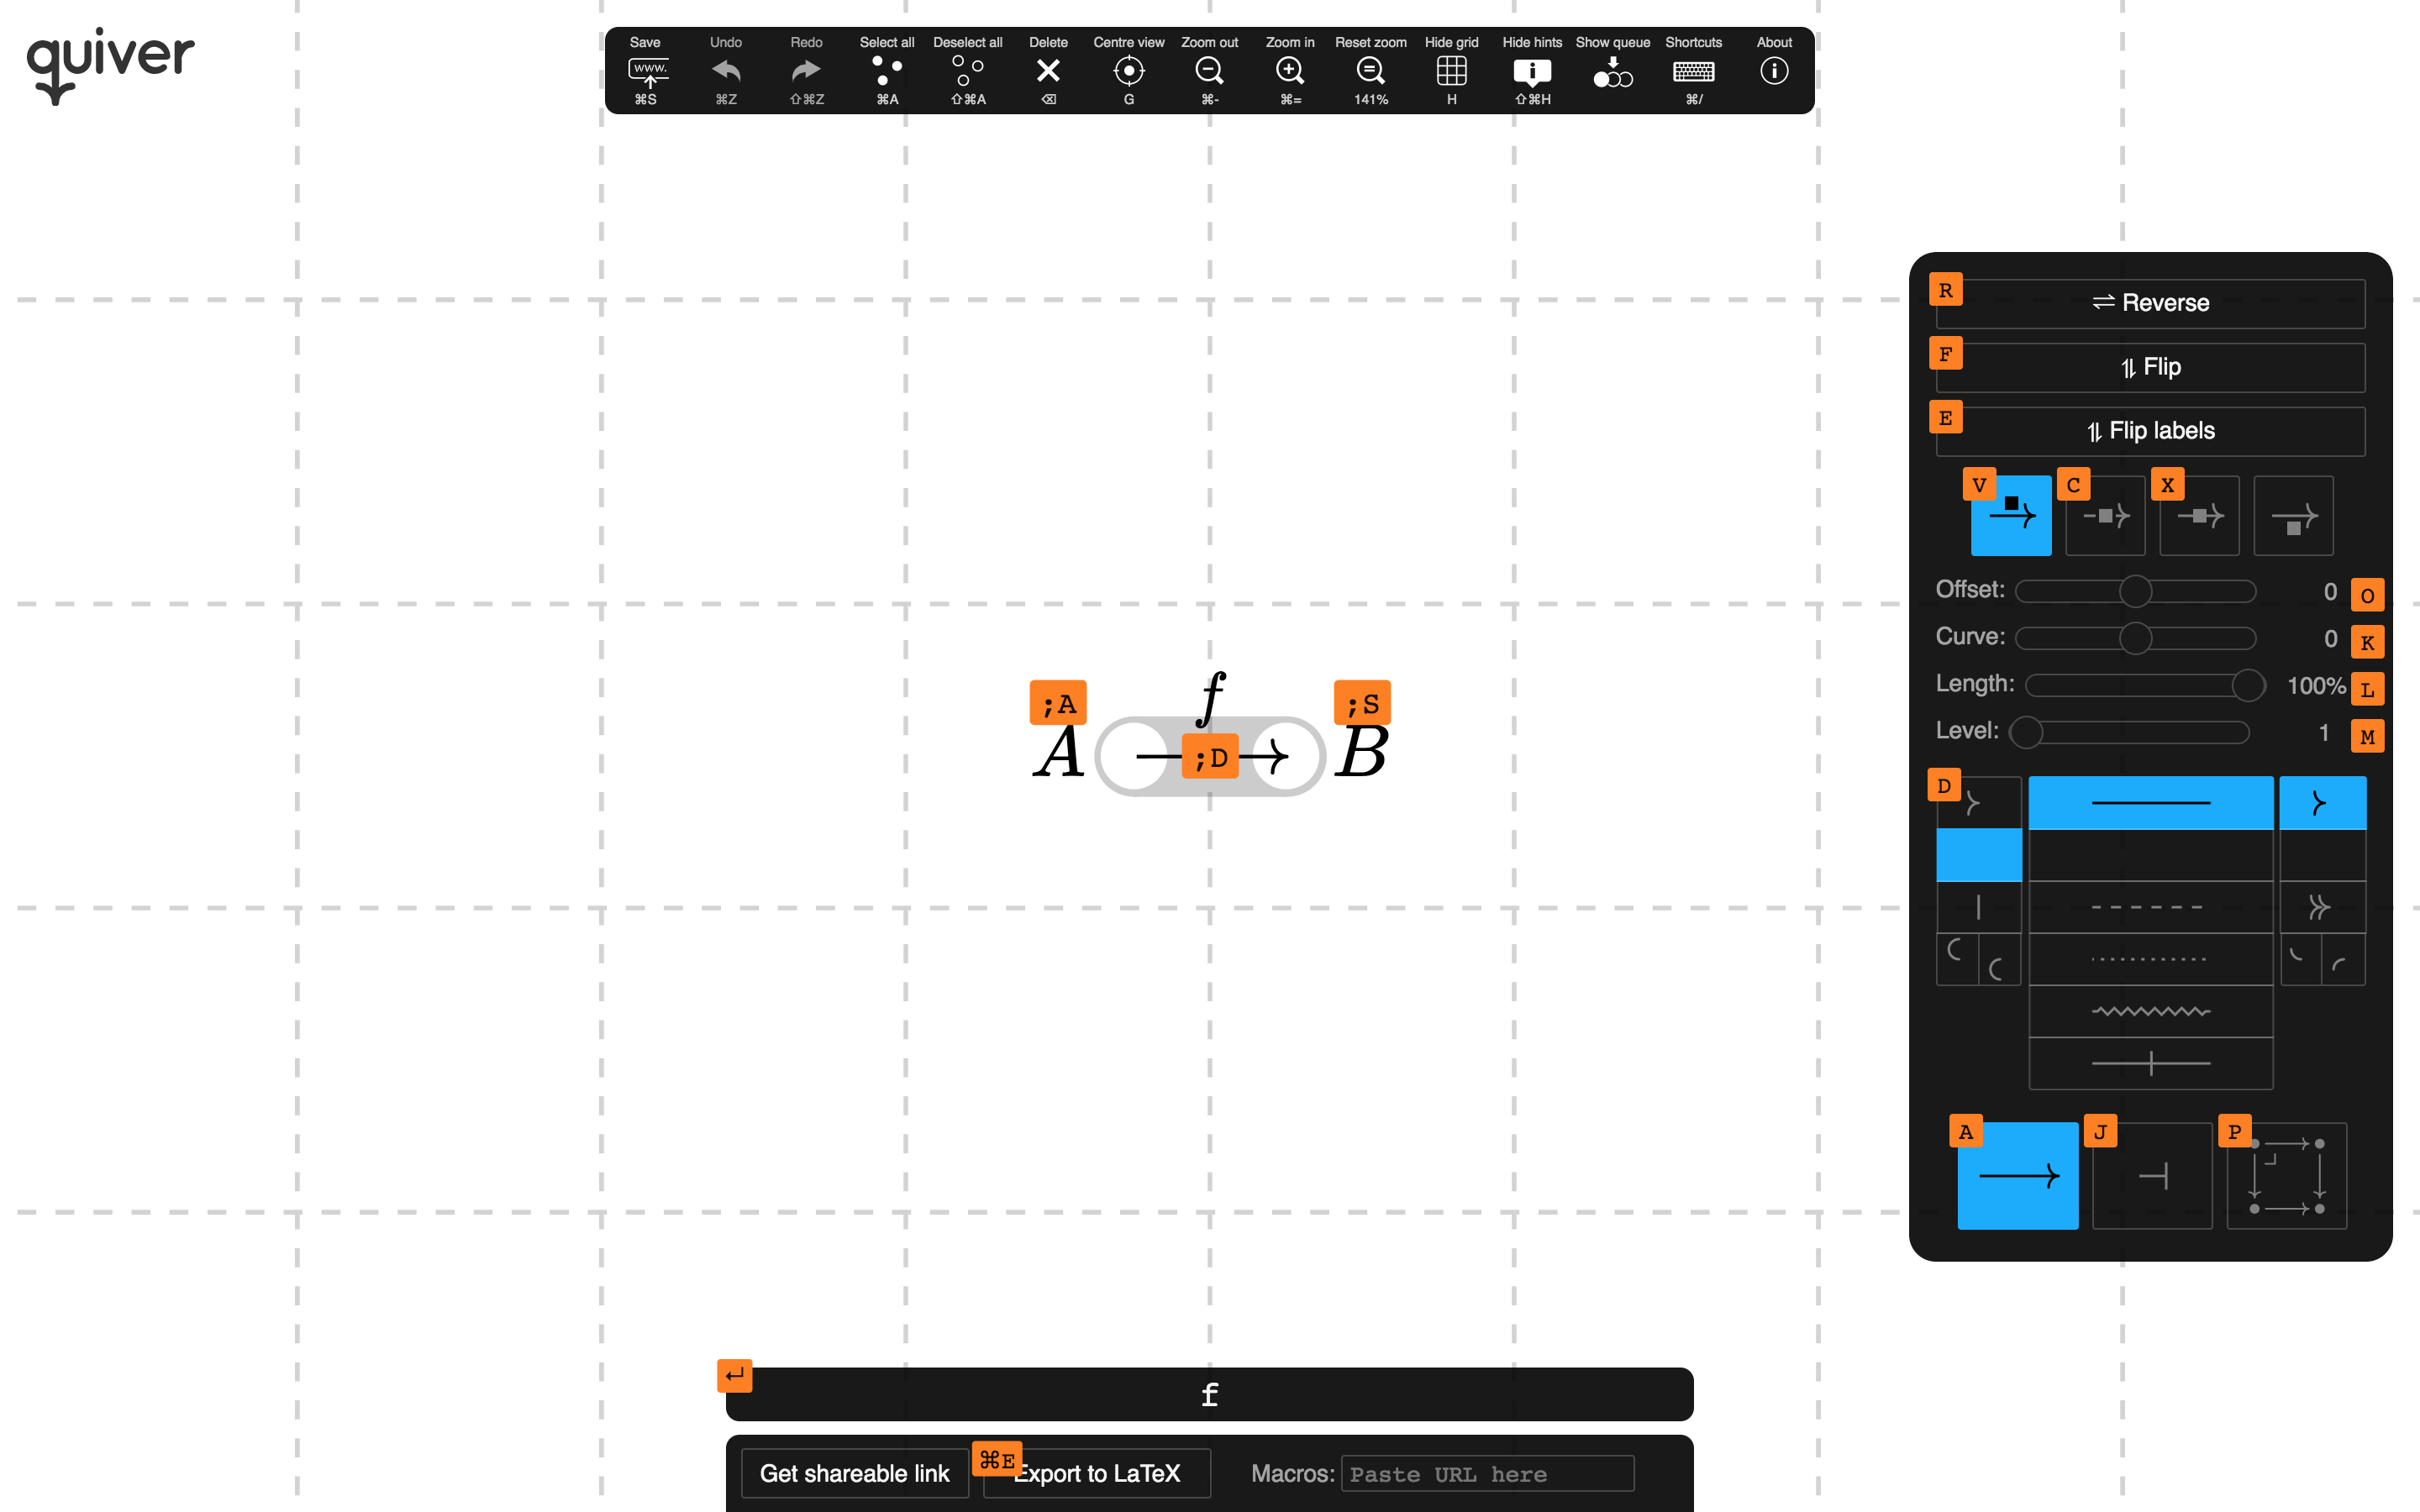 quiver
Save Undo Redo Select all Deselect all Delete Centre view Zoom out Zoom in Reset zoom Hide grid Hide hints Show queue Shortcuts About
www.
⌘S ⌘Z ⇧⌘Z ⌘A ⇧⌘A ⌫ G ⌘- ⌘= 141% H ⇧⌘H ⌘/
R ⇌ Reverse
F ⥮ Flip
E ⥮ Flip labels
V C X
Offset: 0 O
Curve: 0 K
Length: 100% L
Level: 1 M
f
;A ;S
A ;D B
D
A J P
↵ f
Get shareable link ⌘E Export to LaTeX Macros: Paste URL here